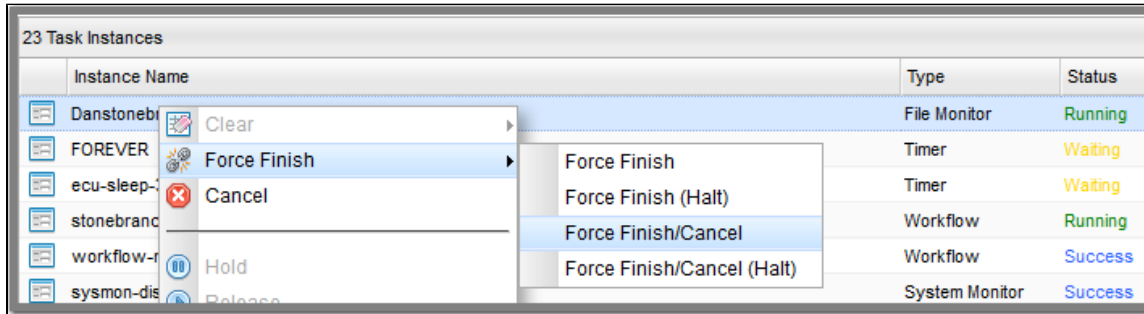 23 Task Instances
Instance Name Type Status
Danstonebr File Monitor Running
Clear
FOREVER Timer Waiting
Force Finish
Force Finish
ecu-sleep- Timer Waiting
Cancel
Force Finish (Halt)
stonebranc Workflow Running
Force Finish/Cancel
workflow-r Workflow Success
Hold
Force Finish/Cancel (Halt)
sysmon-dis System Monitor Success
Release